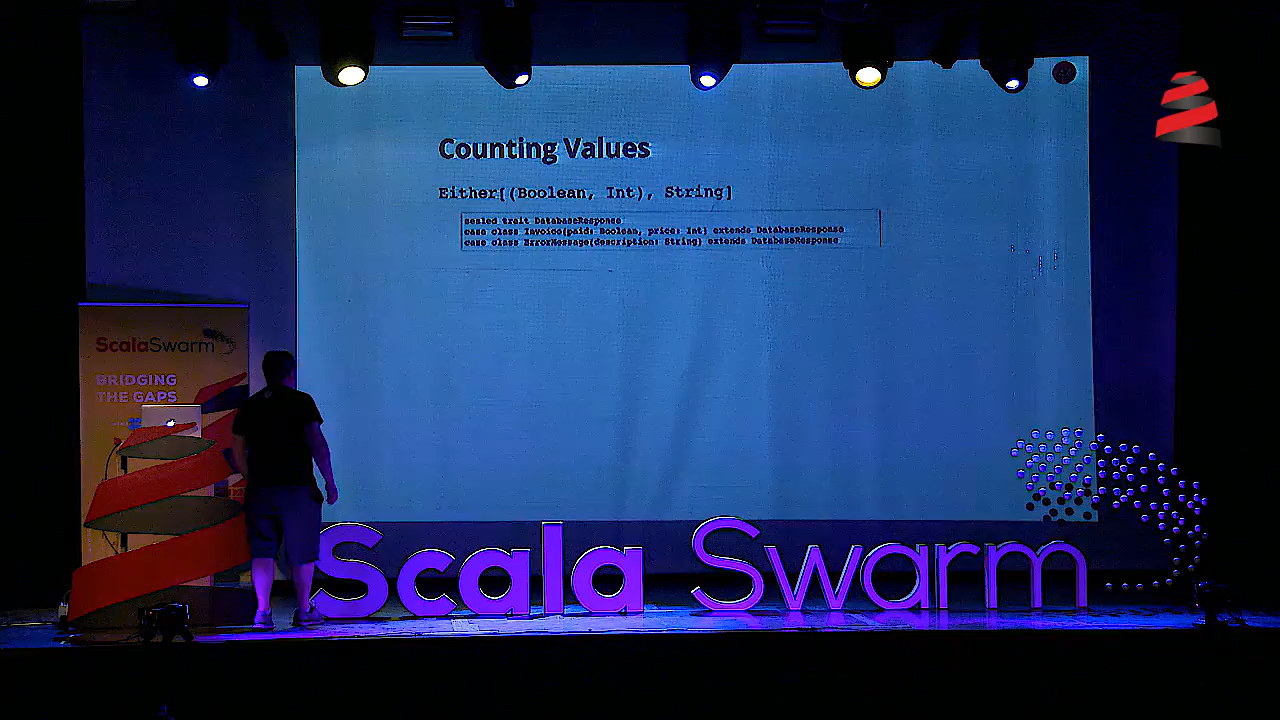 Counting Values
Either[(Boolean, Int), String]
sealed trait DatabaseResponse
case class Invoice(paid: Boolean, price: Int) extends DatabaseResponse
case class ErrorMessage(description: String) extends DatabaseResponse
ScalaSwarm
BRIDGING
THE GAPS
Scala Swarm